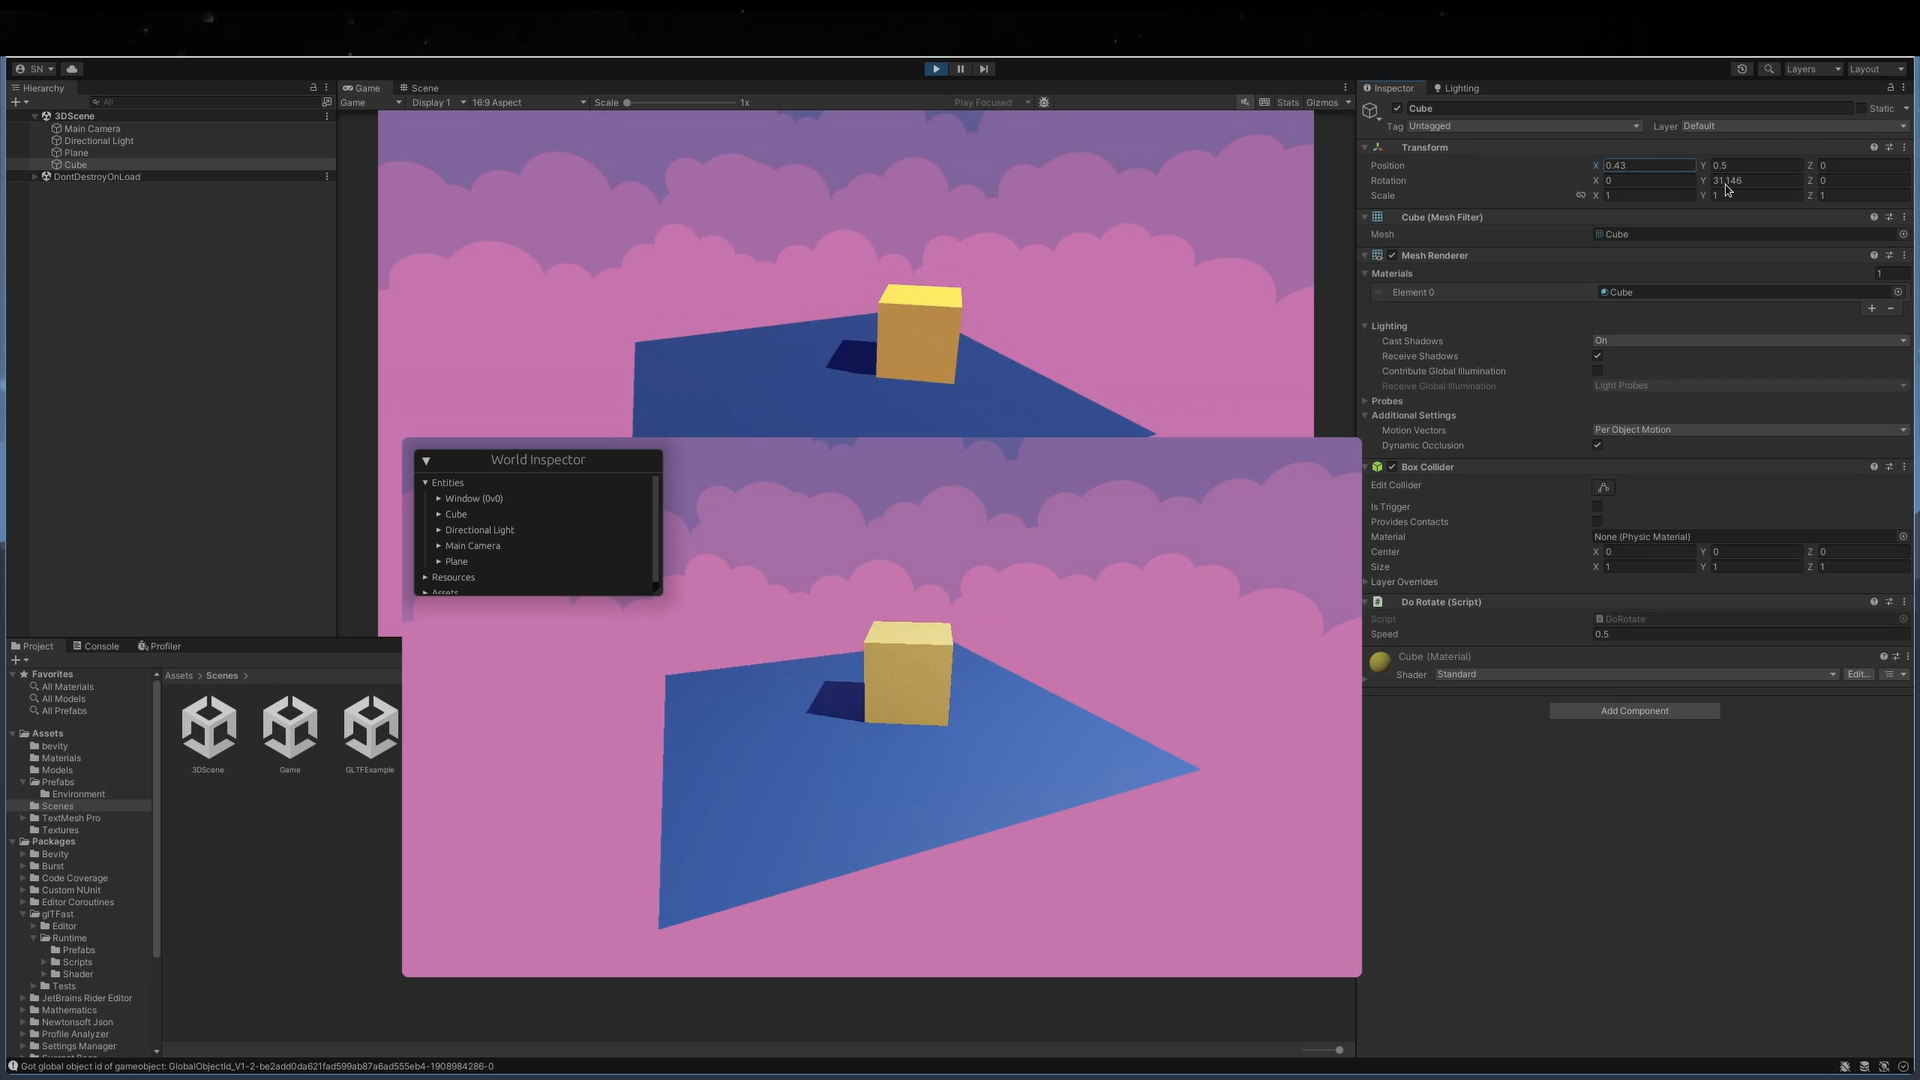 SN
Layers
Layout
Hierarchy
All
3DScene
Main Camera
Directional Light
Plane
Cube
DontDestroyOnLoad
Game
Scene
Game
Display 1
16:9 Aspect
Scale
1x
Play Focused
Stats
Gizmos
World Inspector
Entities
Window (0v0)
Cube
Directional Light
Main Camera
Plane
Resources
Assets
Inspector
Lighting
Cube
Static
Tag Untagged
Layer Default
Transform
Position X 0.43 Y 0.5 Z 0
Rotation X 0 Y 31.146 Z 0
Scale X 1 Y 1 Z 1
Cube (Mesh Filter)
Mesh Cube
Mesh Renderer
Materials 1
Element 0 Cube
Lighting
Cast Shadows On
Receive Shadows
Contribute Global Illumination
Receive Global Illumination Light Probes
Probes
Additional Settings
Motion Vectors Per Object Motion
Dynamic Occlusion
Box Collider
Edit Collider
Is Trigger
Provides Contacts
Material None (Physic Material)
Center X 0 Y 0 Z 0
Size X 1 Y 1 Z 1
Layer Overrides
Do Rotate (Script)
Script DoRotate
Speed 0.5
Cube (Material)
Shader Standard Edit...
Add Component
Project
Console
Profiler
Favorites
All Materials
All Models
All Prefabs
Assets
bevity
Materials
Models
Prefabs
Environment
Scenes
TextMesh Pro
Textures
Packages
Bevity
Burst
Code Coverage
Custom NUnit
Editor Coroutines
glTFast
Editor
Runtime
Prefabs
Scripts
Shader
Tests
JetBrains Rider Editor
Mathematics
Newtonsoft Json
Profile Analyzer
Settings Manager
Assets > Scenes >
3DScene
Game
GLTFExample
Got global object id of gameobject: GlobalObjectId_V1-2-be2add0da621fad599ab87a6ad555eb4-1908984286-0